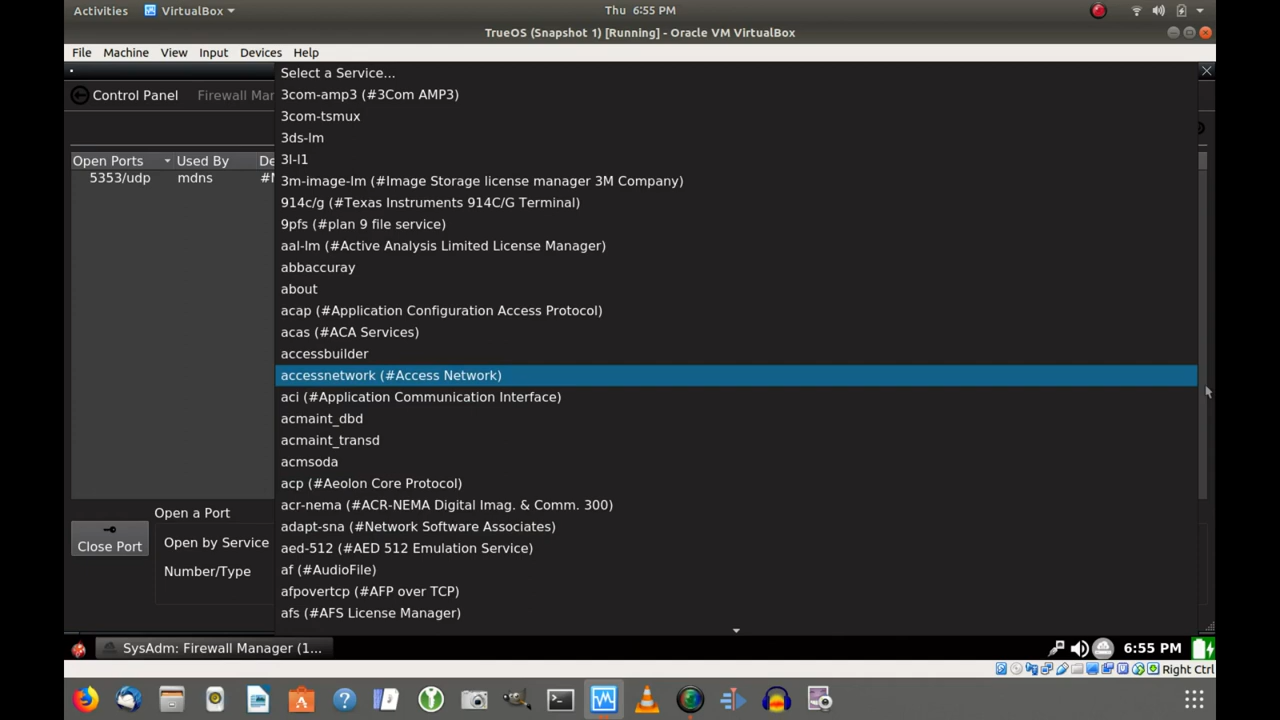 Activities VirtualBox Thu 6:55 PM
TrueOS (Snapshot 1) [Running] - Oracle VM VirtualBox
File Machine View Input Devices Help
Control Panel Firewall Mar
Open Ports Used By De
5353/udp mdns #M
Select a Service...
3com-amp3 (#3Com AMP3)
3com-tsmux
3ds-lm
3l-l1
3m-image-lm (#Image Storage license manager 3M Company)
914c/g (#Texas Instruments 914C/G Terminal)
9pfs (#plan 9 file service)
aal-lm (#Active Analysis Limited License Manager)
abbaccuray
about
acap (#Application Configuration Access Protocol)
acas (#ACA Services)
accessbuilder
accessnetwork (#Access Network)
aci (#Application Communication Interface)
acmaint_dbd
acmaint_transd
acmsoda
acp (#Aeolon Core Protocol)
acr-nema (#ACR-NEMA Digital Imag. & Comm. 300)
adapt-sna (#Network Software Associates)
aed-512 (#AED 512 Emulation Service)
af (#AudioFile)
afpovertcp (#AFP over TCP)
afs (#AFS License Manager)
Open a Port
Close Port
Open by Service
Number/Type
SysAdm: Firewall Manager (1... 6:55 PM
Right Ctrl